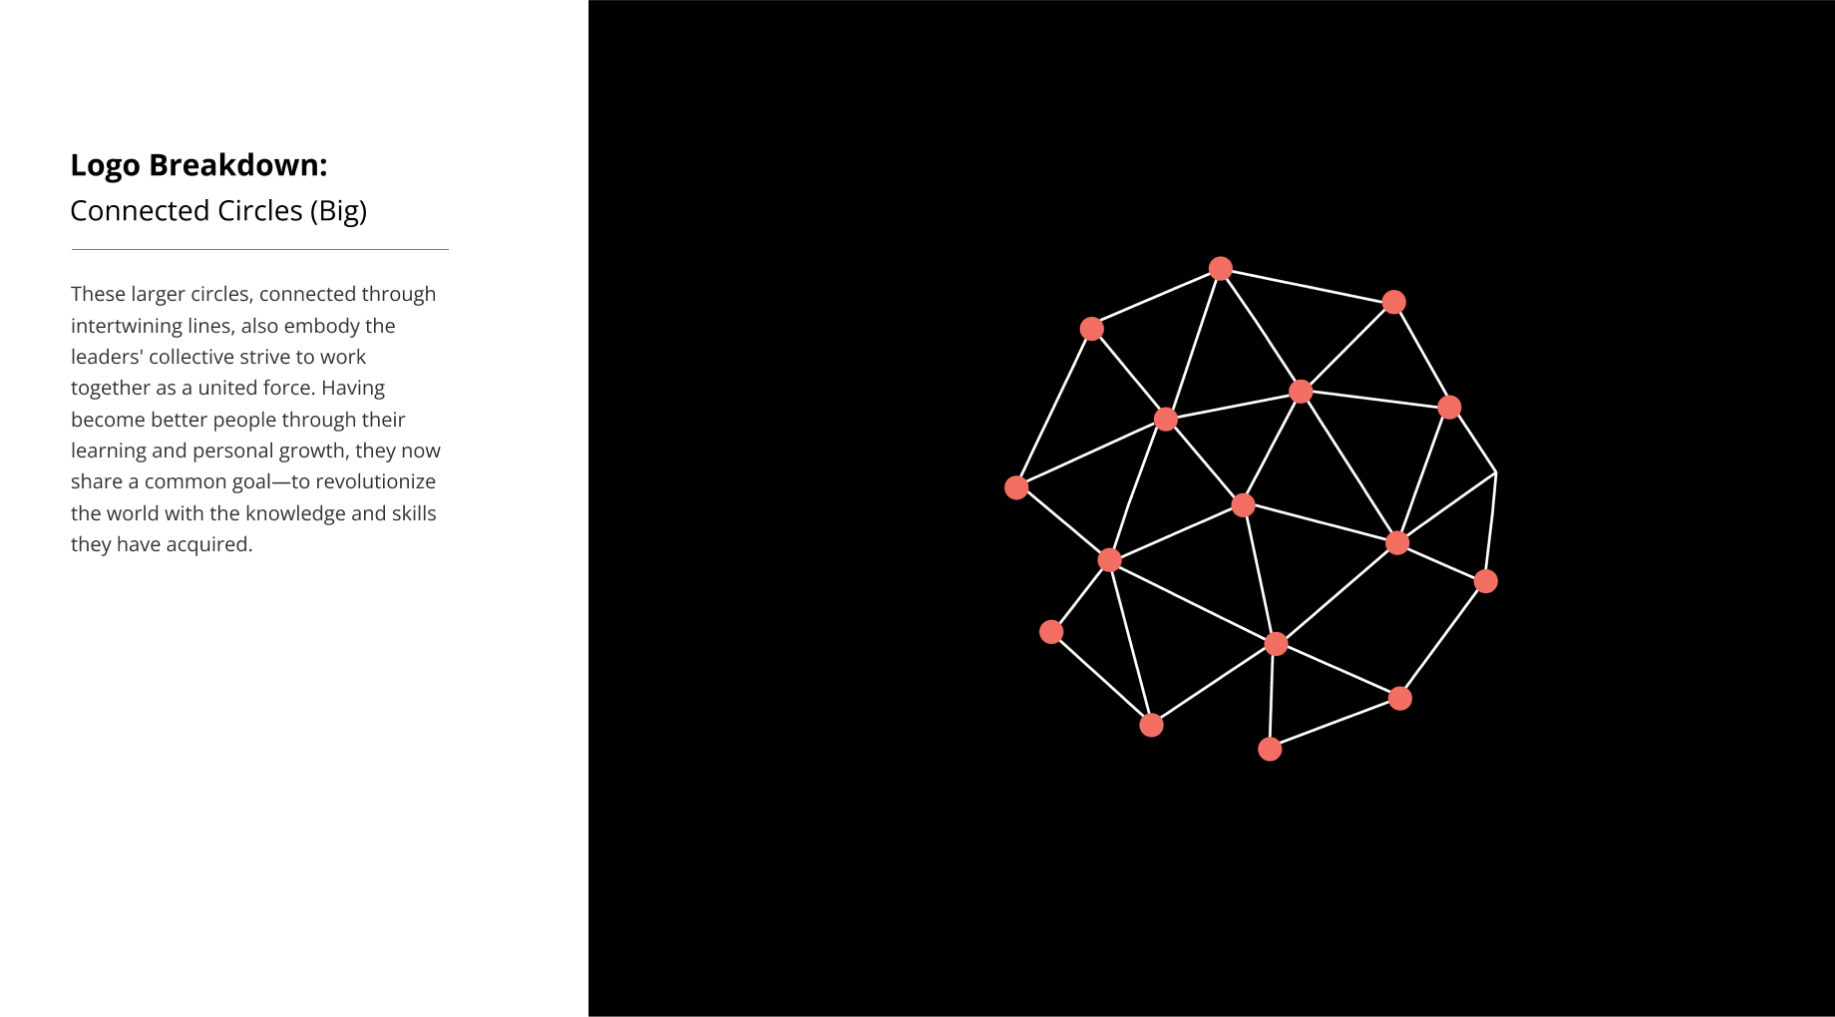 Logo Breakdown:
Connected Circles (Big)
These larger circles, connected through
intertwining lines, also embody the
leaders' collective strive to work
together as a united force. Having
become better people through their
learning and personal growth, they now
share a common goal—to revolutionize
the world with the knowledge and skills
they have acquired.